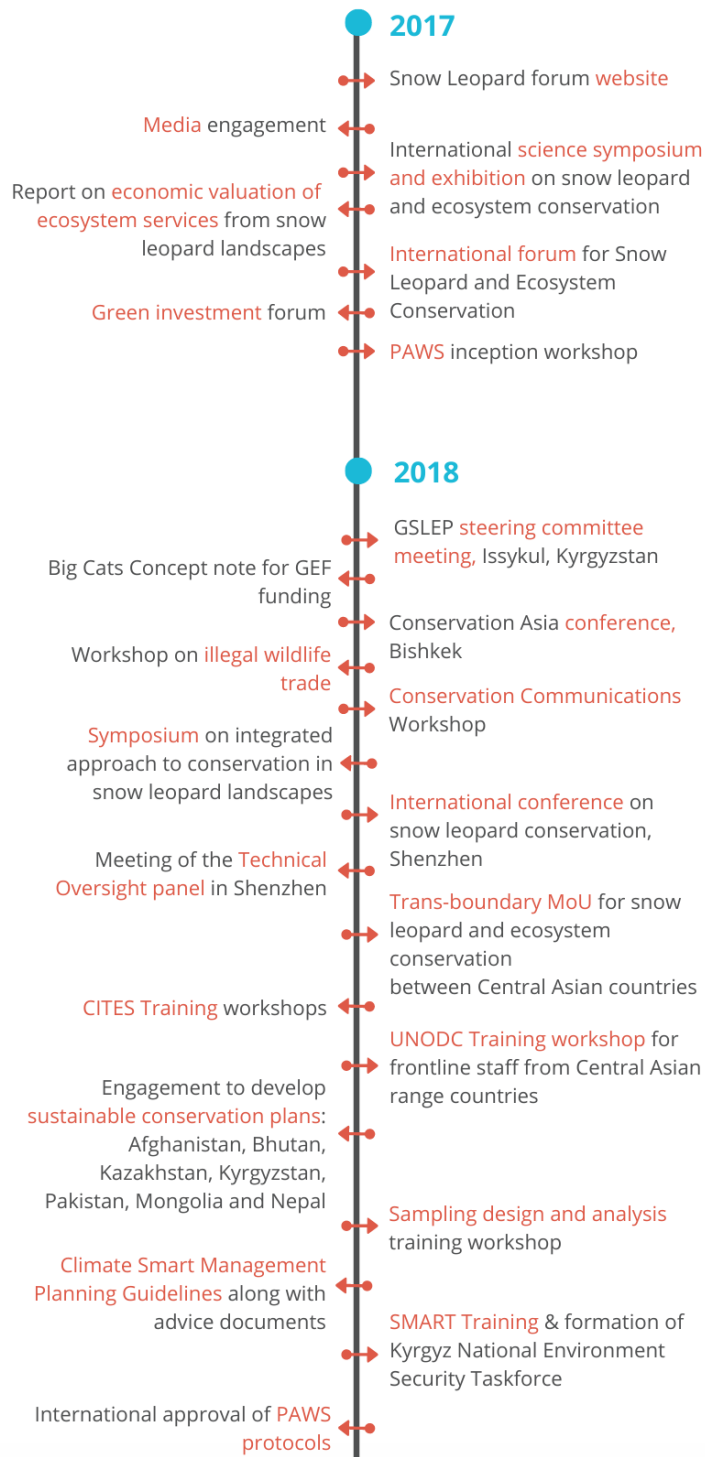 2017
Snow Leopard forum website
Media engagement
International science symposium
and exhibition on snow leopard
and ecosystem conservation
Report on economic valuation of
ecosystem services from snow
leopard landscapes
International forum for Snow
Leopard and Ecosystem
Conservation
Green investment forum
PAWS inception workshop
2018
GSLEP steering committee
meeting, Issykul, Kyrgyzstan
Big Cats Concept note for GEF
funding
Conservation Asia conference,
Bishkek
Workshop on illegal wildlife
trade
Conservation Communications
Workshop
Symposium on integrated
approach to conservation in
snow leopard landscapes
International conference on
snow leopard conservation,
Shenzhen
Meeting of the Technical
Oversight panel in Shenzhen
Trans-boundary MoU for snow
leopard and ecosystem
conservation
between Central Asian countries
CITES Training workshops
UNODC Training workshop for
frontline staff from Central Asian
range countries
Engagement to develop
sustainable conservation plans:
Afghanistan, Bhutan,
Kazakhstan, Kyrgyzstan,
Pakistan, Mongolia and Nepal
Sampling design and analysis
training workshop
Climate Smart Management
Planning Guidelines along with
advice documents
SMART Training & formation of
Kyrgyz National Environment
Security Taskforce
International approval of PAWS
protocols